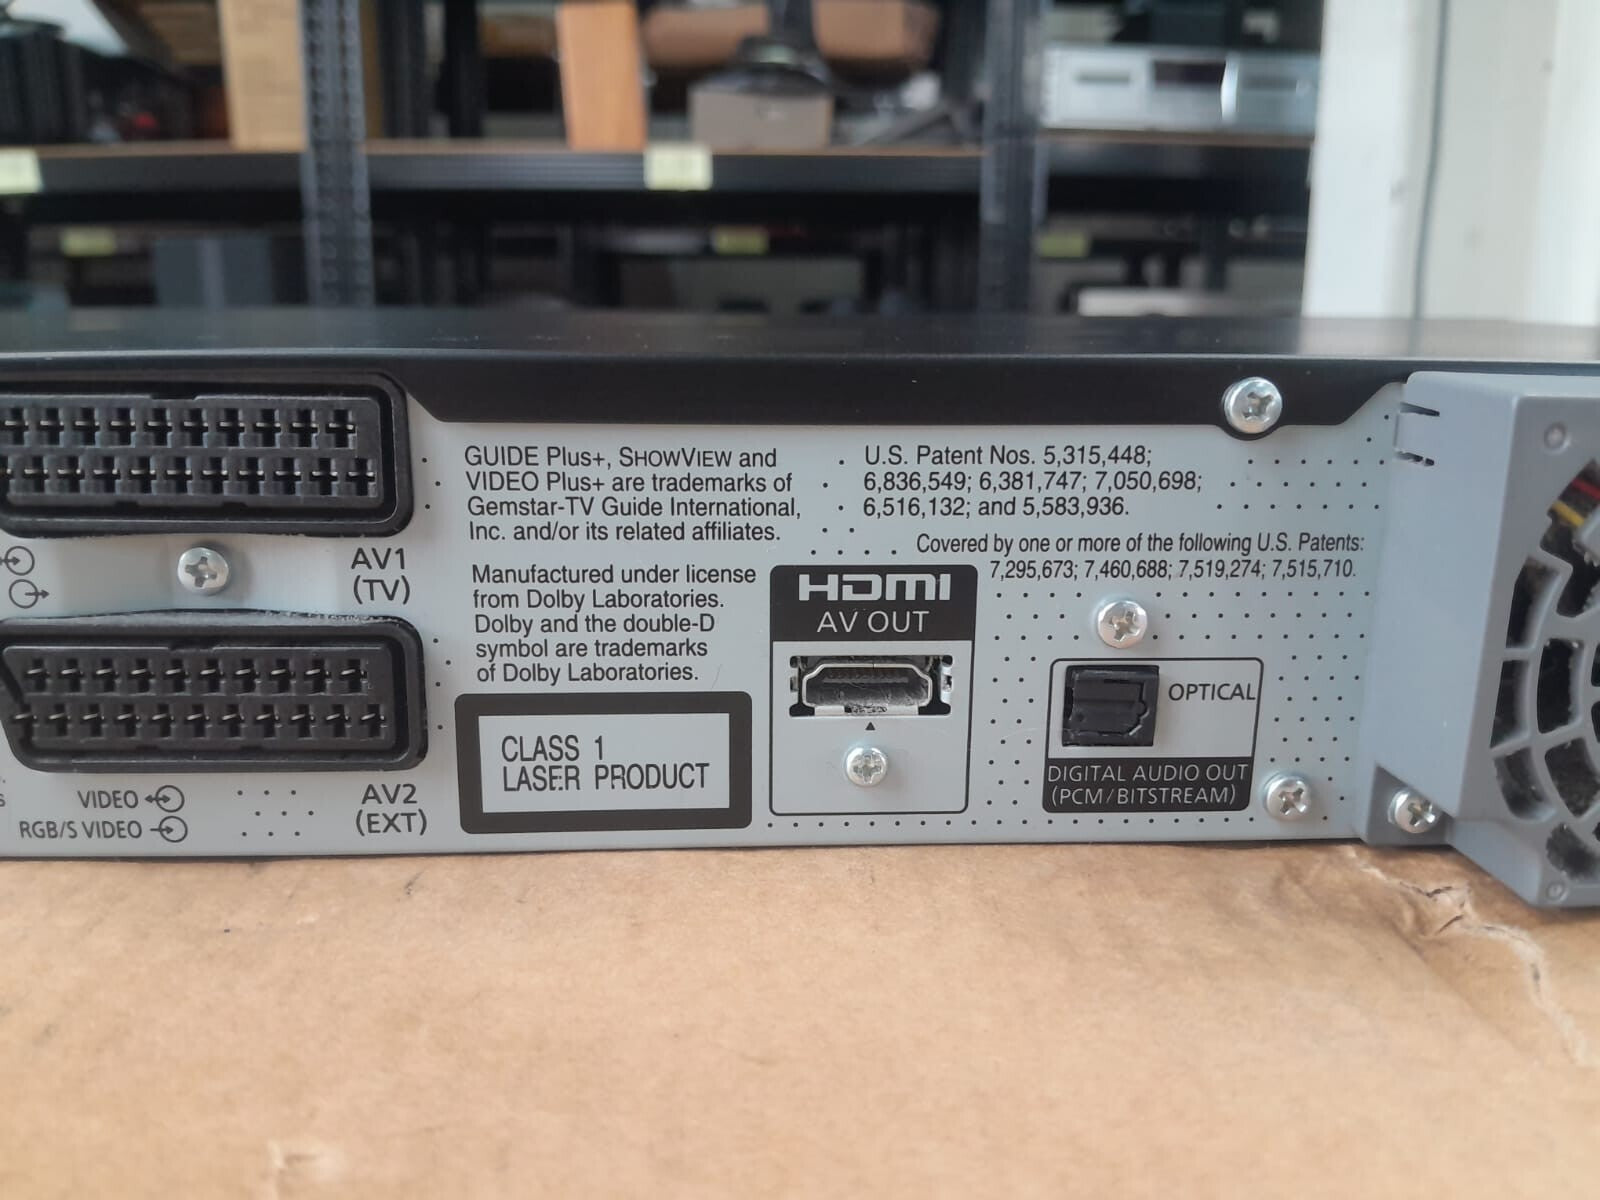 GUIDE Plus+, SHOWVIEW and
VIDEO Plus+ are trademarks of
Gemstar-TV Guide International,
Inc. and/or its related affiliates.
Manufactured under license
from Dolby Laboratories.
Dolby and the double-D
symbol are trademarks
of Dolby Laboratories.
CLASS 1
LASER PRODUCT
U.S. Patent Nos. 5,315,448;
6,836,549; 6,381,747; 7,050,698;
6,516,132; and 5,583,936.
Covered by one or more of the following U.S. Patents:
7,295,673; 7,460,688; 7,519,274; 7,515,710.
HDMI
AV OUT
OPTICAL
DIGITAL AUDIO OUT
(PCM/BITSTREAM)
AV1
(TV)
VIDEO
RGB/S VIDEO
AV2
(EXT)